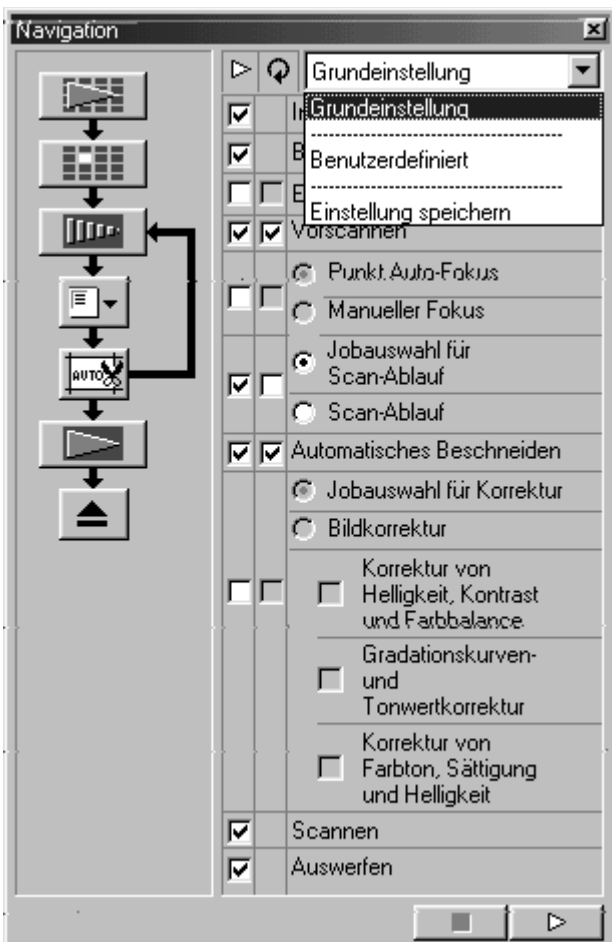 Navigation
Grundeinstellung
Grundeinstellung
Benutzerdefiniert
Einstellung speichern
Vorscannen
Punkt Auto-Fokus
Manueller Fokus
Jobauswahl für
Scan-Ablauf
Scan-Ablauf
AUTO
Automatisches Beschneiden
Jobauswahl für Korrektur
Bildkorrektur
Korrektur von
Helligkeit, Kontrast
und Farbbalance
Gradationskurven-
und
Tonwertkorrektur
Korrektur von
Farbton, Sättigung
und Helligkeit
Scannen
Auswerfen